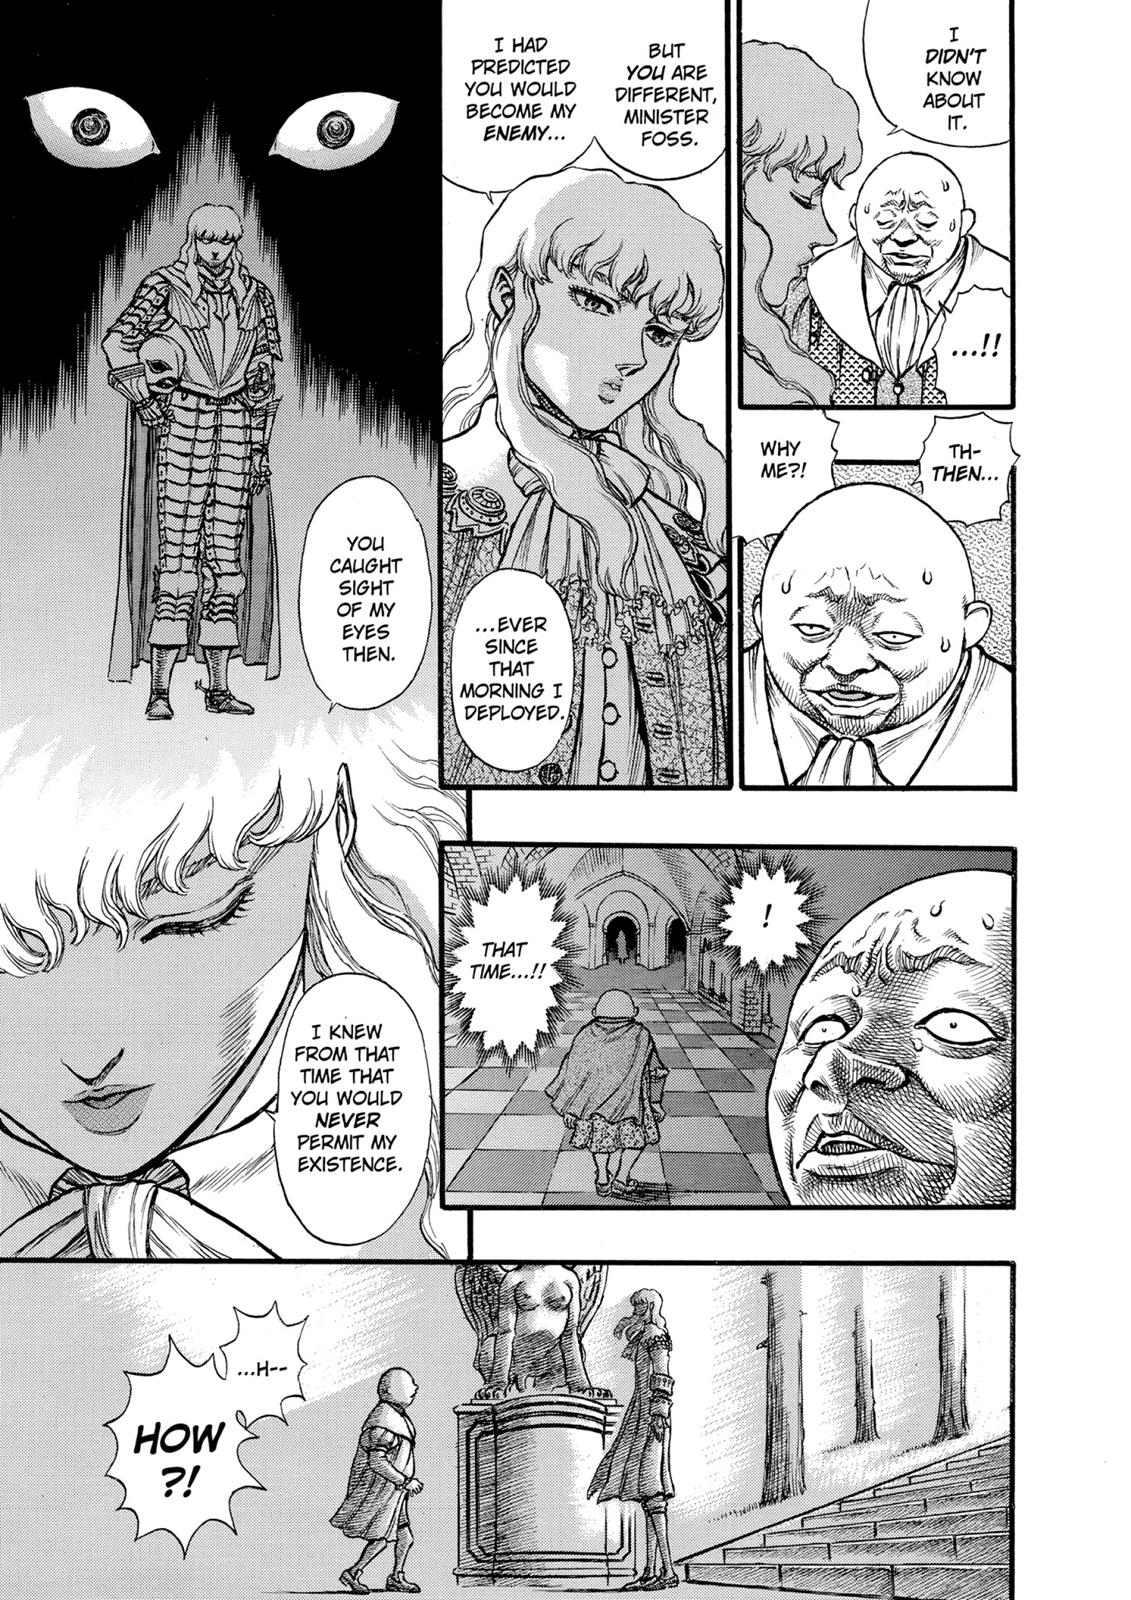 I
DIDN'T
KNOW
ABOUT
IT.
...!!
TH-
THEN...
WHY
ME?!
BUT
YOU ARE
DIFFERENT,
MINISTER
FOSS.
I HAD
PREDICTED
YOU WOULD
BECOME MY
ENEMY...
...EVER
SINCE
THAT
MORNING I
DEPLOYED.
YOU
CAUGHT
SIGHT
OF MY
EYES
THEN.
!
THAT
TIME...!!
I KNEW
FROM THAT
TIME THAT
YOU WOULD
NEVER
PERMIT MY
EXISTENCE.
...H--
HOW
?!